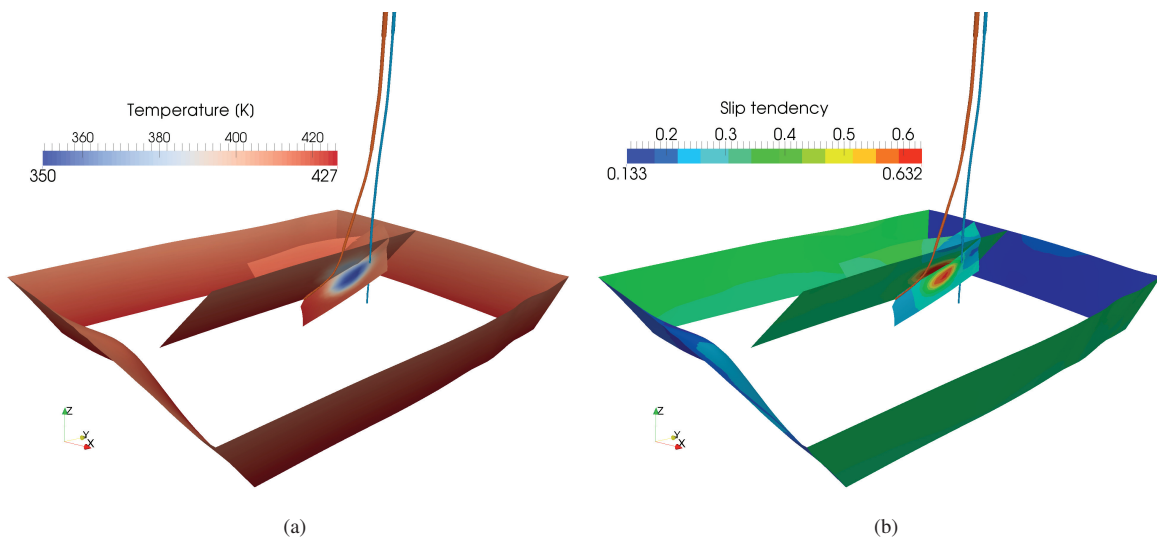 Temperature (K)
360 380 400 420
350 427
Slip tendency
0.2 0.3 0.4 0.5 0.6
0.133 0.632
Z
Y
X
Z
Y
X
(a)
(b)